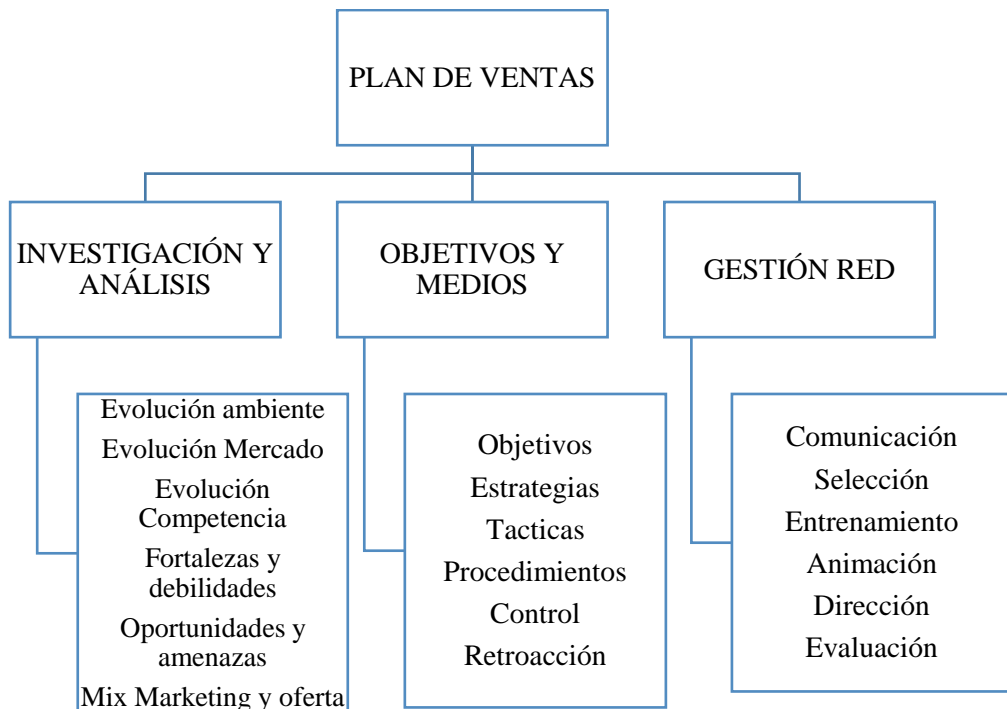 PLAN DE VENTAS
INVESTIGACIÓN Y
ANÁLISIS
OBJETIVOS Y
MEDIOS
GESTIÓN RED
Evolución ambiente
Evolución Mercado
Evolución
Competencia
Fortalezas y
debilidades
Oportunidades y
amenazas
Mix Marketing y oferta
Objetivos
Estrategias
Tacticas
Procedimientos
Control
Retroacción
Comunicación
Selección
Entrenamiento
Animación
Dirección
Evaluación